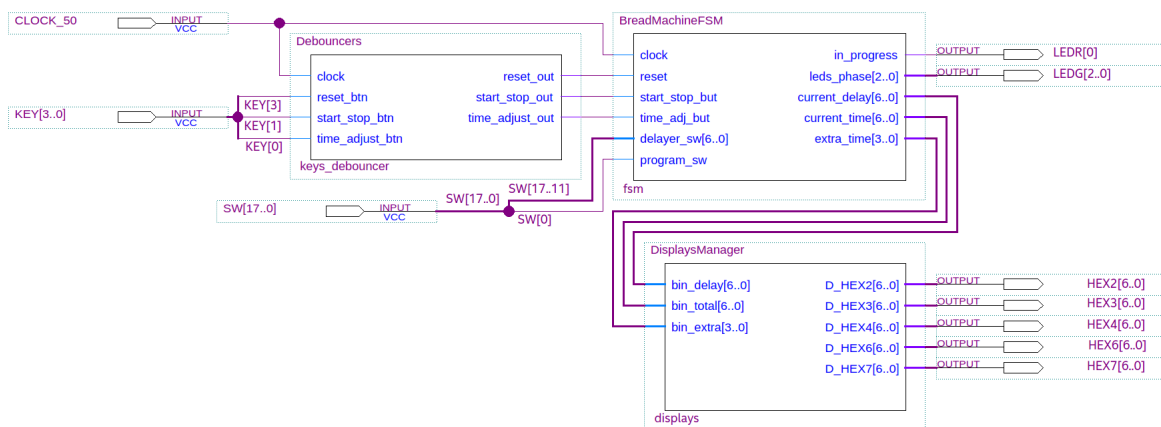 CLOCK_50
INPUT
VCC
KEY[3..0]
INPUT
VCC
KEY[3]
KEY[1]
KEY[0]
Debouncers
clock
reset_btn
start_stop_btn
time_adjust_btn
reset_out
start_stop_out
time_adjust_out
keys_debouncer
SW[17..0]
INPUT
VCC
SW[17..0]
SW[17..11]
SW[0]
BreadMachineFSM
clock
reset
start_stop_but
time_adj_but
delayer_sw[6..0]
program_sw
in_progress
leds_phase[2..0]
current_delay[6..0]
current_time[6..0]
extra_time[3..0]
fsm
OUTPUT
LEDR[0]
OUTPUT
LEDG[2..0]
DisplaysManager
bin_delay[6..0]
bin_total[6..0]
bin_extra[3..0]
D_HEX2[6..0]
D_HEX3[6..0]
D_HEX4[6..0]
D_HEX6[6..0]
D_HEX7[6..0]
displays
OUTPUT
HEX2[6..0]
OUTPUT
HEX3[6..0]
OUTPUT
HEX4[6..0]
OUTPUT
HEX6[6..0]
OUTPUT
HEX7[6..0]